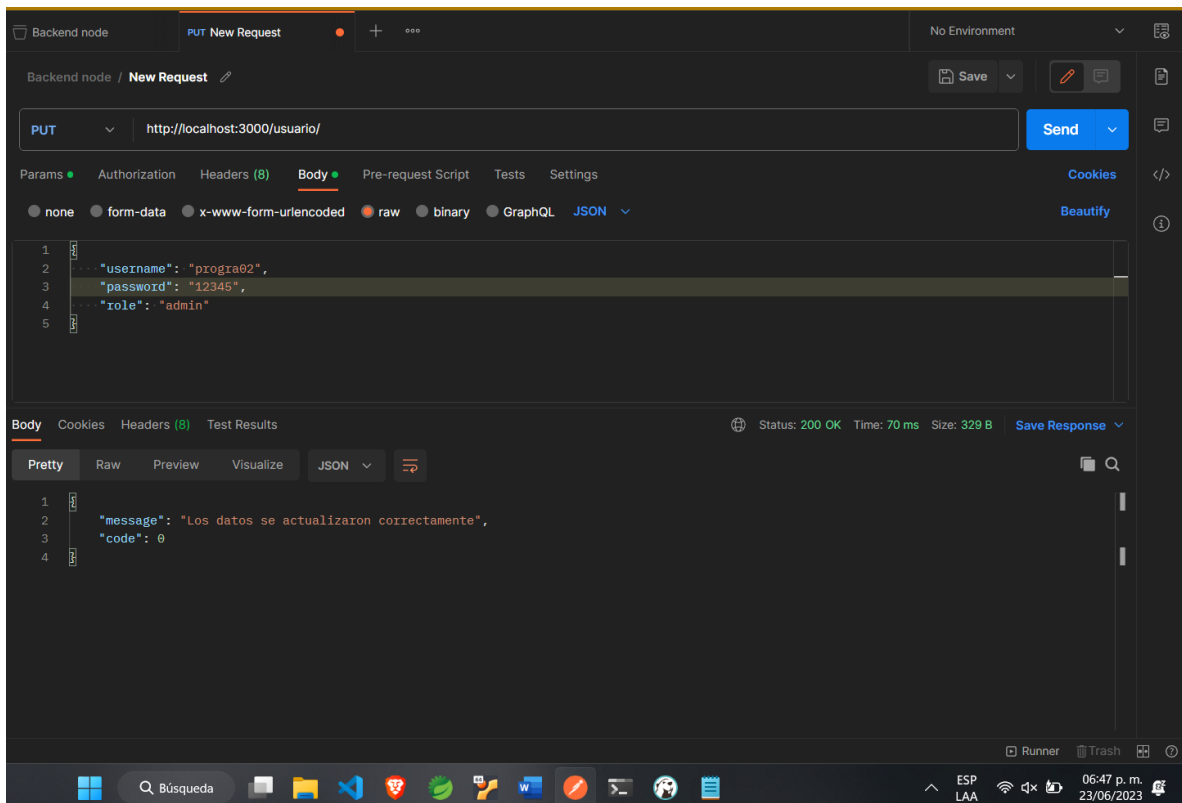 Backend node PUT New Request No Environment
Backend node / New Request Save
PUT http://localhost:3000/usuario/ Send
Params Authorization Headers (8) Body Pre-request Script Tests Settings Cookies
none form-data x-www-form-urlencoded raw binary GraphQL JSON Beautify
1 {
2 "username": "progra02",
3 "password": "12345",
4 "role": "admin"
5 }
Body Cookies Headers (8) Test Results Status: 200 OK Time: 70 ms Size: 329 B Save Response
Pretty Raw Preview Visualize JSON
1 {
2 "message": "Los datos se actualizaron correctamente",
3 "code": 0
4 }
Runner Trash
Búsqueda ESP 06:47 p. m.
LAA 23/06/2023